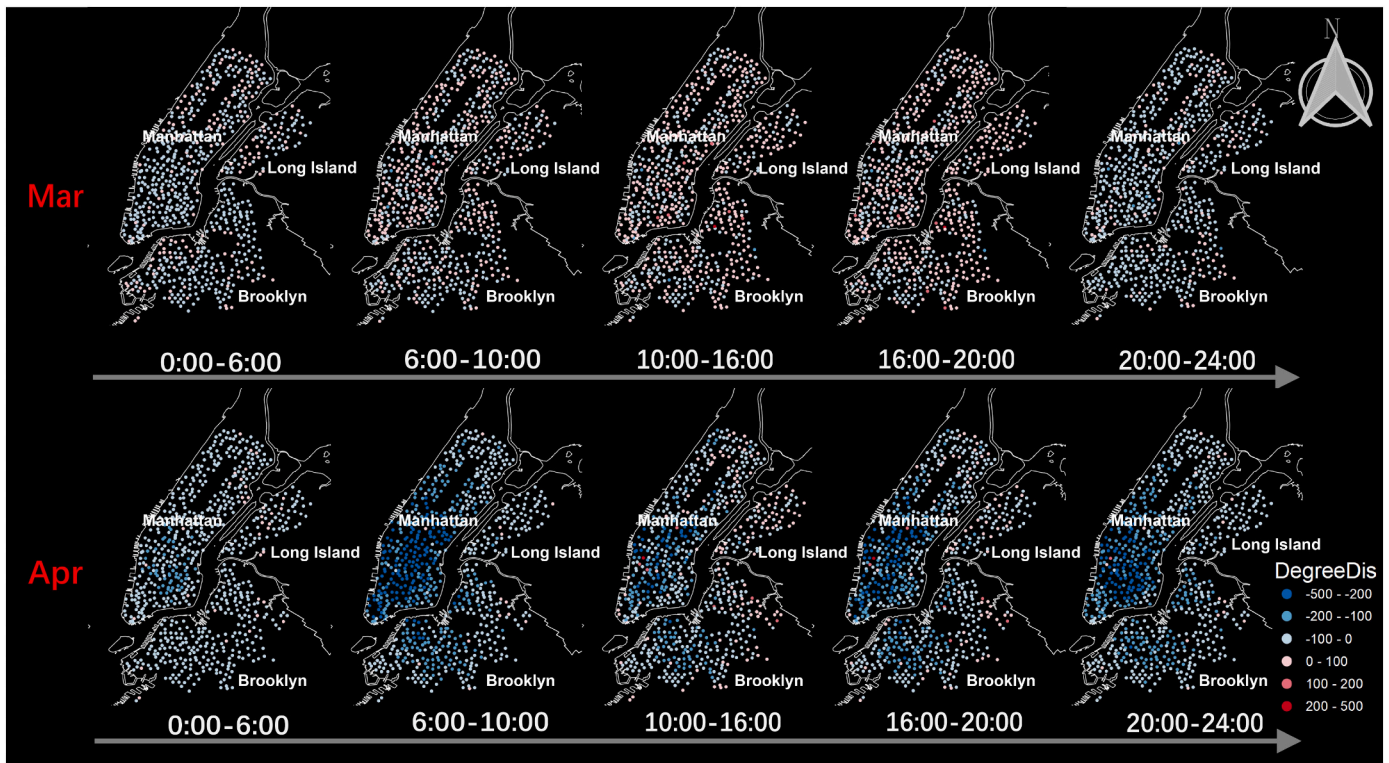 N
Manhattan
Manhattan
Manhattan
Manhattan
Manhattan
Long Island
Long Island
Long Island
Long Island
Long Island
Mar
Brooklyn
Brooklyn
Brooklyn
Brooklyn
Brooklyn
0:00-6:00
6:00-10:00
10:00-16:00
16:00-20:00
20:00-24:00
Manhattan
Manhattan
Manhattan
Manhattan
Manhattan
Long Island
Long Island
Long Island
Long Island
Long Island
Apr
Brooklyn
Brooklyn
Brooklyn
Brooklyn
Brooklyn
DegreeDis
-500 - -200
-200 - -100
-100 - 0
0 - 100
100 - 200
200 - 500
0:00-6:00
6:00-10:00
10:00-16:00
16:00-20:00
20:00-24:00